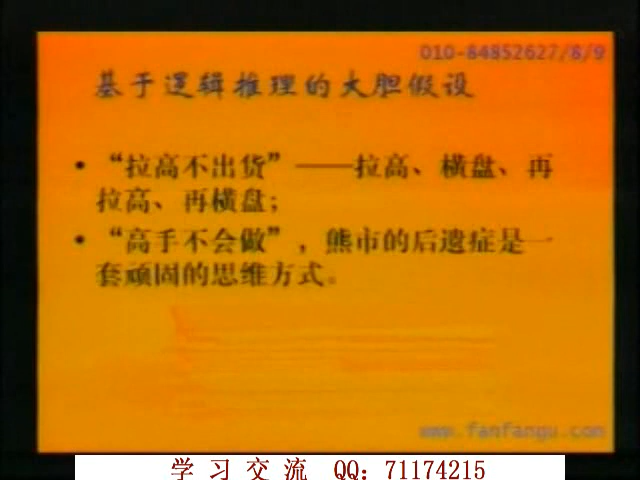 010-84852627/8/9
基于逻辑推理的大胆假设
• “拉高不出货”——拉高、横盘、再
拉高、再横盘；
• “高手不会做”，熊市的后遗症是一
套顽固的思维方式。
www.fanfangu.com
学习交流 QQ：71174215